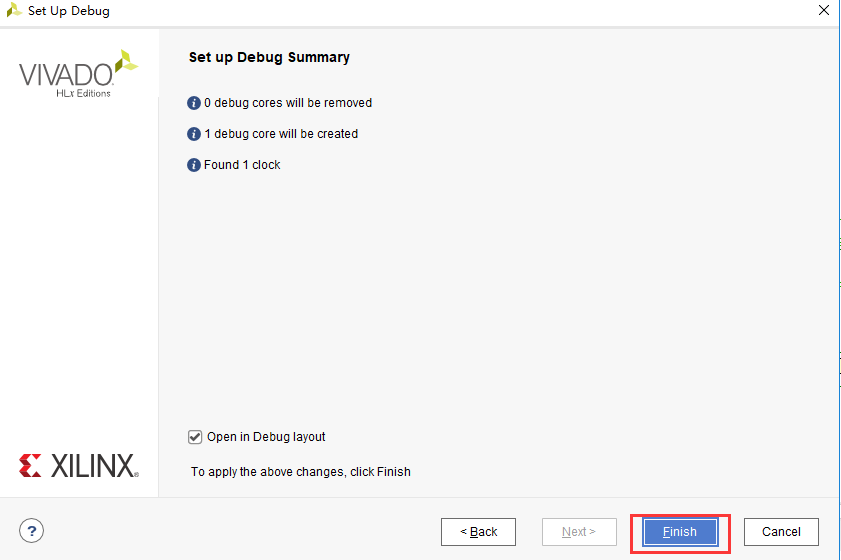 Set Up Debug
VIVADO
HLx Editions
Set up Debug Summary
i 0 debug cores will be removed
i 1 debug core will be created
i Found 1 clock
Open in Debug layout
To apply the above changes, click Finish
XILINX®
? < Back Next > Finish Cancel